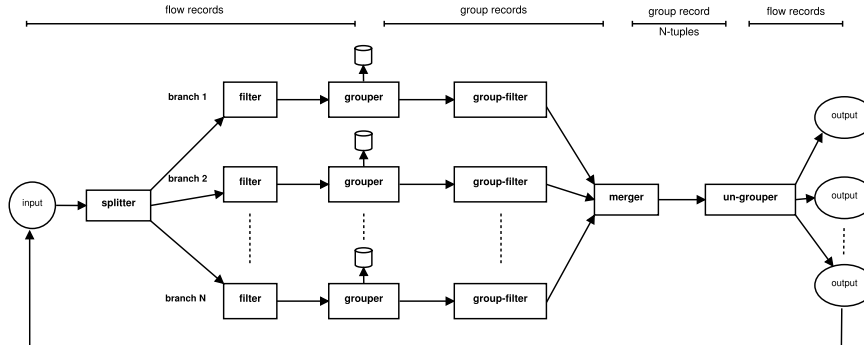 flow records
group records
group record
N-tuples
flow records
branch 1
filter
grouper
group-filter
output
branch 2
filter
grouper
group-filter
input
splitter
merger
un-grouper
output
branch N
filter
grouper
group-filter
output